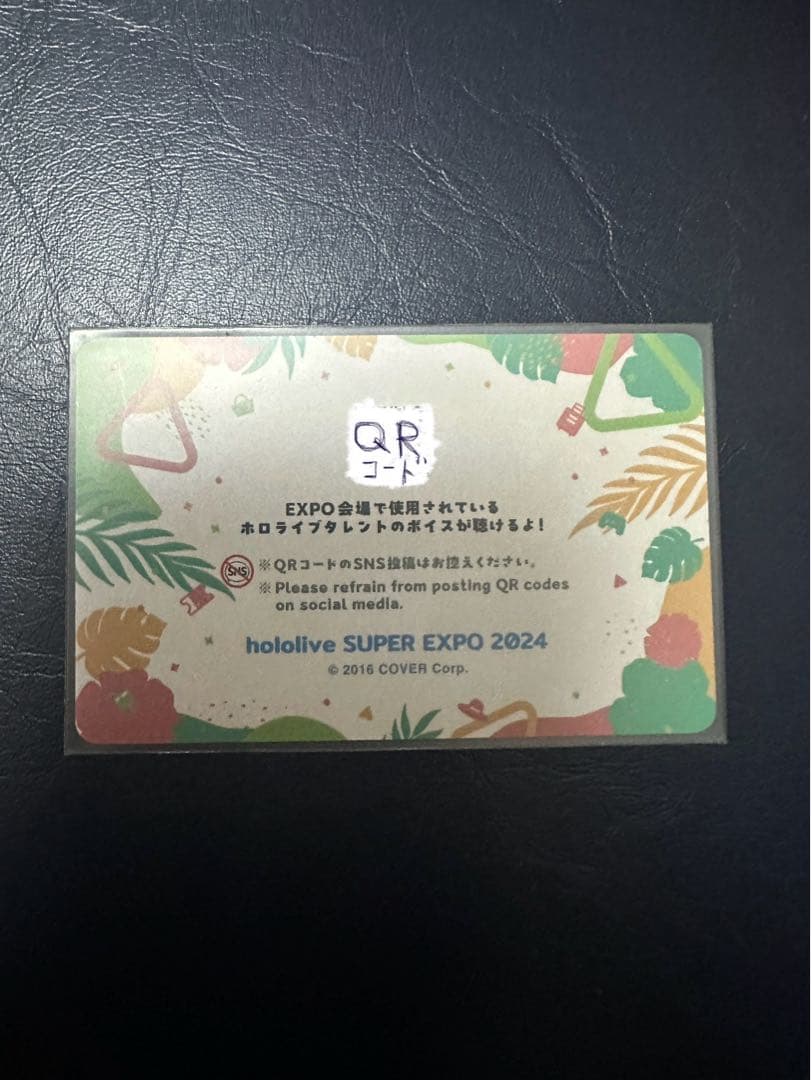 QR
コード
EXPO会場で使用されている
ホロライブタレントのボイスが聴けるよ!
SNS
※QRコードのSNS投稿はお控えください。
※Please refrain from posting QR codes
on social media.
hololive SUPER EXPO 2024
© 2016 COVER Corp.